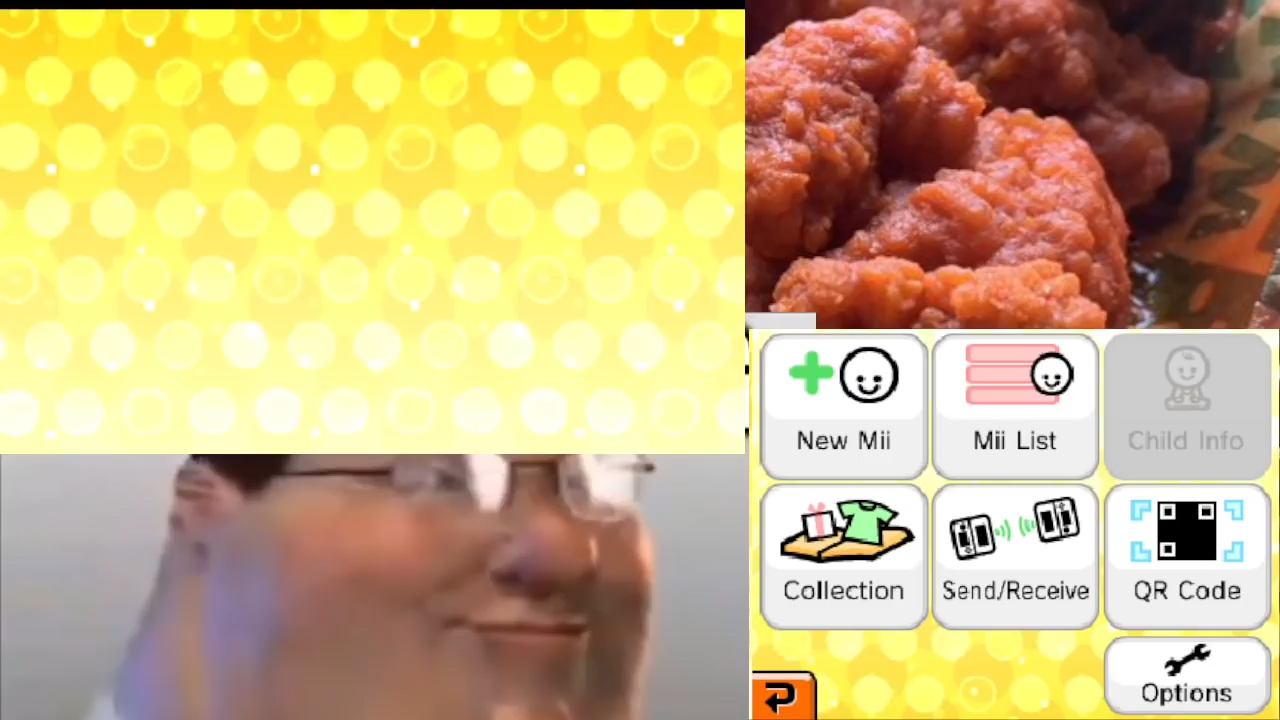 New Mii
Mii List
Child Info
Collection
Send/Receive
QR Code
Options